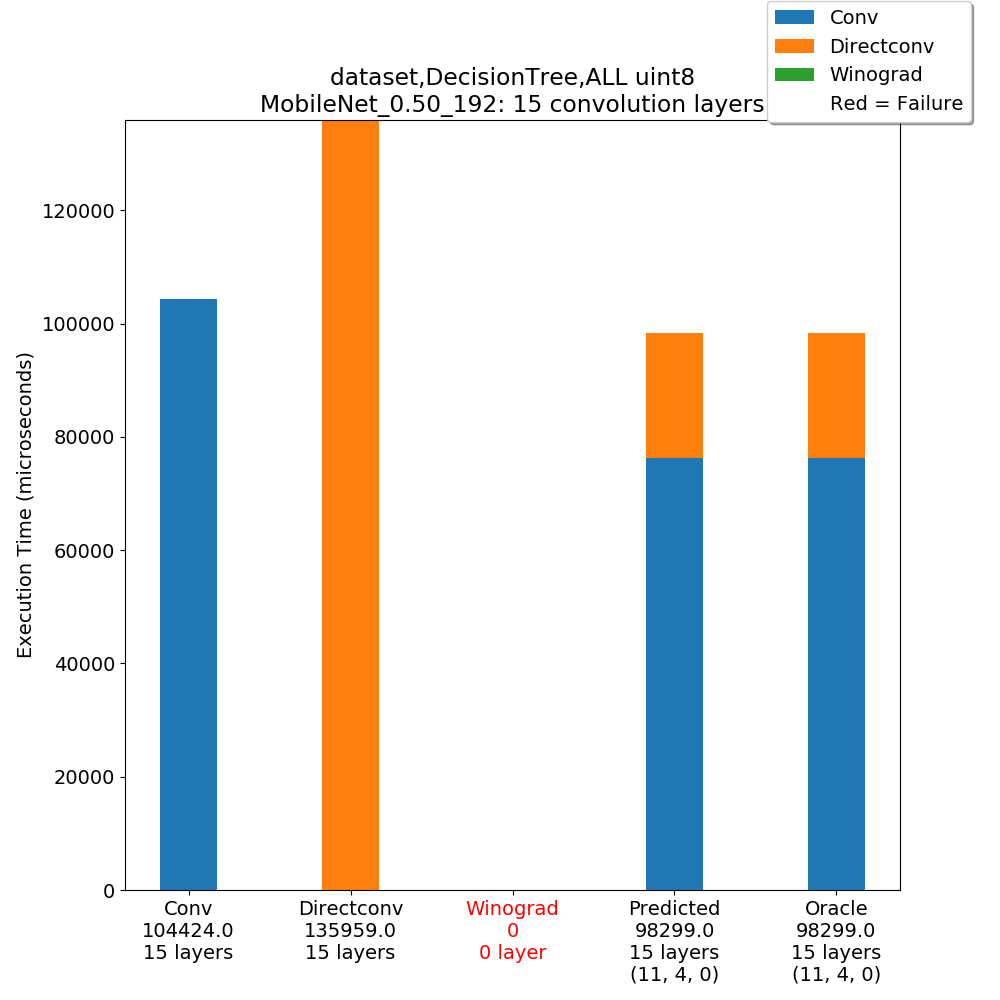 Conv
Directconv
Winograd
Red = Failure
dataset,DecisionTree,ALL uint8
MobileNet_0.50_192: 15 convolution layers
Execution Time (microseconds)
120000
100000
80000
60000
40000
20000
0
Conv
104424.0
15 layers
Directconv
135959.0
15 layers
Winograd
0
0 layer
Predicted
98299.0
15 layers
(11, 4, 0)
Oracle
98299.0
15 layers
(11, 4, 0)